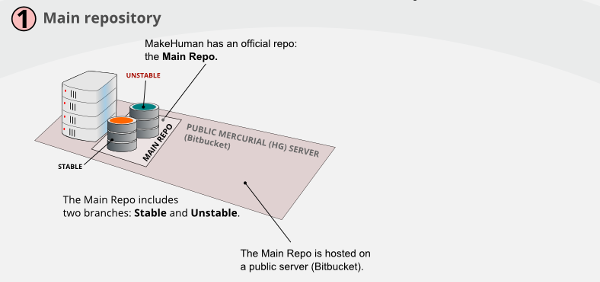 1 Main repository
MakeHuman has an official repo:
the Main Repo.
UNSTABLE
PUBLIC MERCURIAL (HG) SERVER
(Bitbucket)
MAIN REPO
STABLE
The Main Repo includes
two branches: Stable and Unstable.
The Main Repo is hosted on
a public server (Bitbucket).